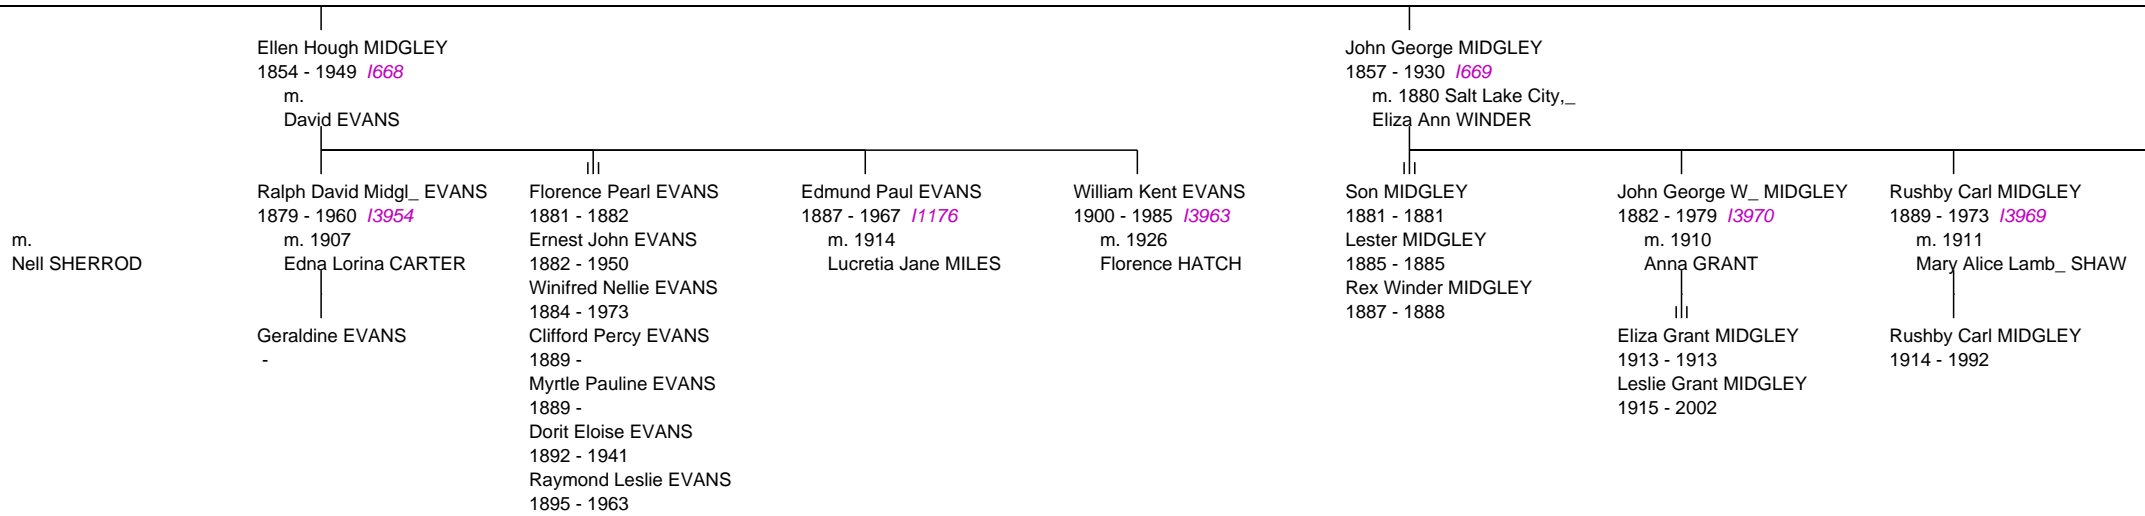 Ellen Hough MIDGLEY
1854 - 1949 I668
m.
David EVANS
John George MIDGLEY
1857 - 1930 I669
m. 1880 Salt Lake City,_
Eliza Ann WINDER
m.
Nell SHERROD
Ralph David Midgl_ EVANS
1879 - 1960 I3954
m. 1907
Edna Lorina CARTER
Geraldine EVANS
-
Florence Pearl EVANS
1881 - 1882
Ernest John EVANS
1882 - 1950
Winifred Nellie EVANS
1884 - 1973
Clifford Percy EVANS
1889 -
Myrtle Pauline EVANS
1889 -
Dorit Eloise EVANS
1892 - 1941
Raymond Leslie EVANS
1895 - 1963
Edmund Paul EVANS
1887 - 1967 I1176
m. 1914
Lucretia Jane MILES
William Kent EVANS
1900 - 1985 I3963
m. 1926
Florence HATCH
Son MIDGLEY
1881 - 1881
Lester MIDGLEY
1885 - 1885
Rex Winder MIDGLEY
1887 - 1888
John George W_ MIDGLEY
1882 - 1979 I3970
m. 1910
Anna GRANT
Eliza Grant MIDGLEY
1913 - 1913
Leslie Grant MIDGLEY
1915 - 2002
Rushby Carl MIDGLEY
1889 - 1973 I3969
m. 1911
Mary Alice Lamb_ SHAW
Rushby Carl MIDGLEY
1914 - 1992